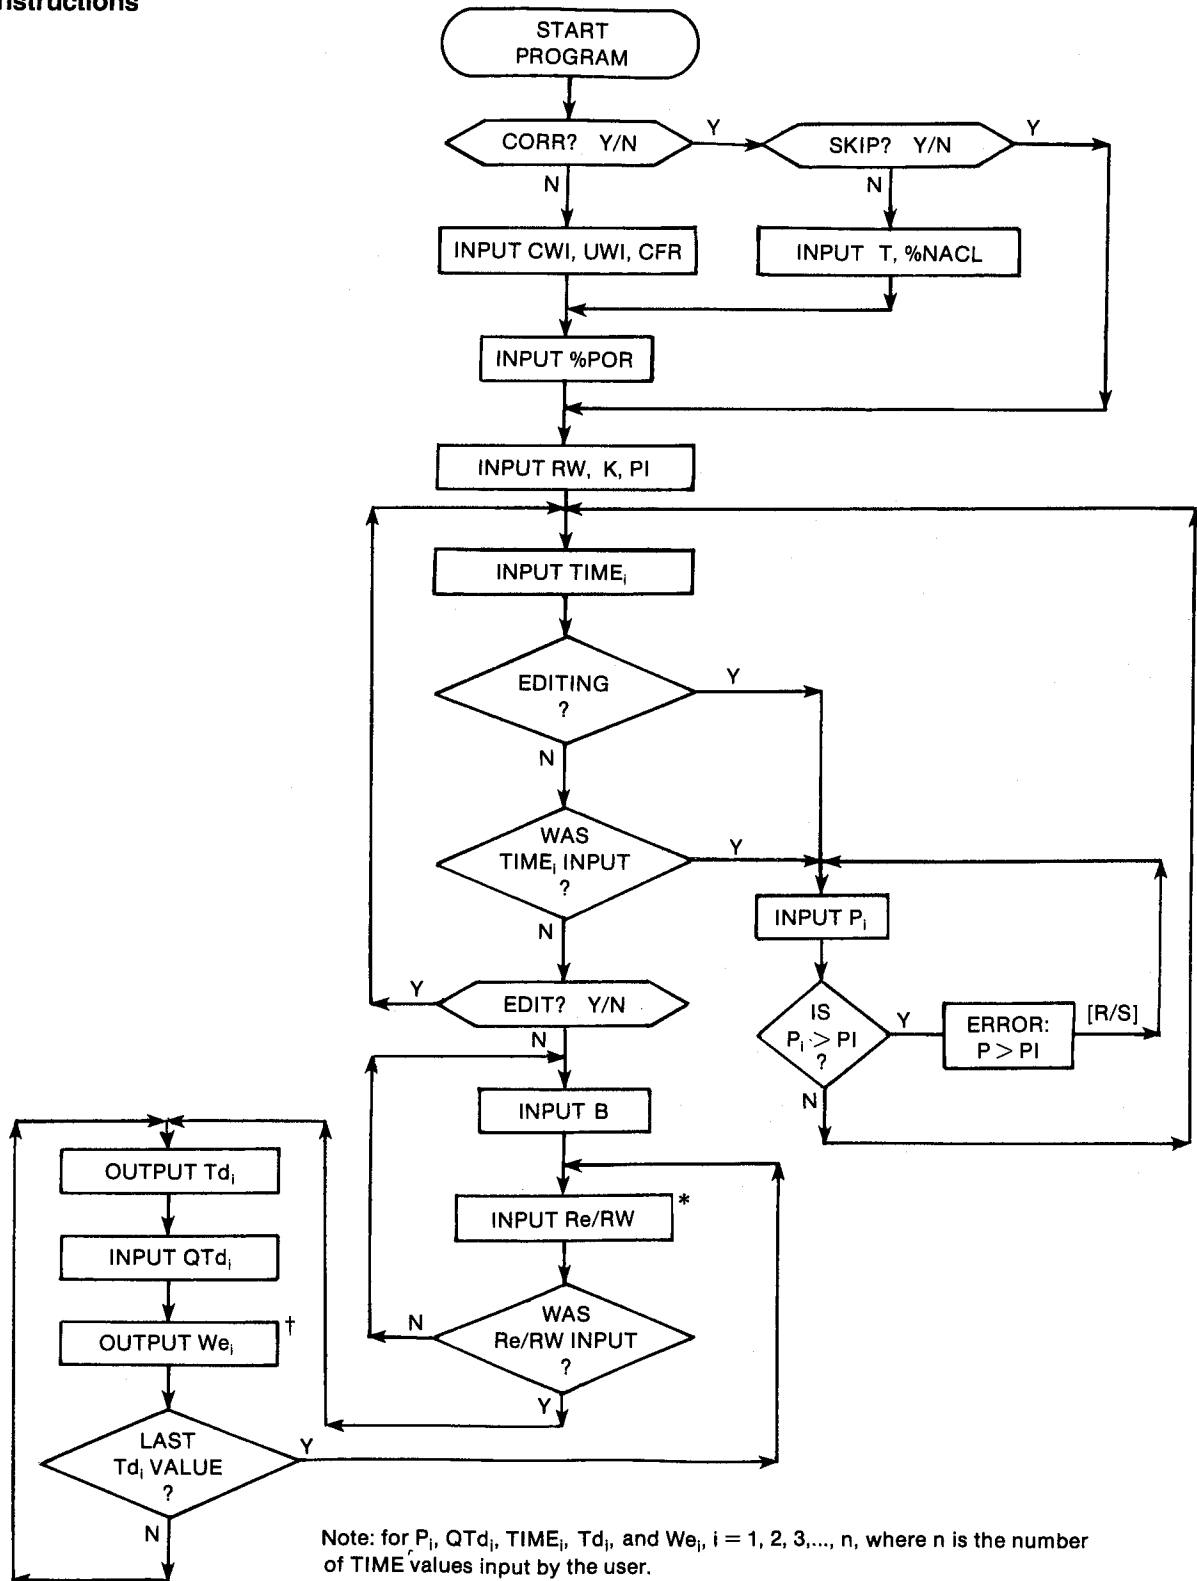 nstructions
START
PROGRAM
CORR? Y/N
Y
SKIP? Y/N
Y
N
N
INPUT CWI, UWI, CFR
INPUT T, %NACL
INPUT %POR
INPUT RW, K, PI
INPUT TIMEi
EDITING
?
Y
N
WAS
TIMEi INPUT
?
Y
N
INPUT Pi
EDIT? Y/N
Y
N
IS
Pi > PI
?
Y
N
ERROR:
P > PI
[R/S]
INPUT B
INPUT Re/RW *
WAS
Re/RW INPUT
?
N
Y
OUTPUT Tdi
INPUT QTdi
OUTPUT Wei †
LAST
Tdi VALUE
?
Y
N
Note: for Pi, QTdi, TIMEi, Tdi, and Wei, i = 1, 2, 3,..., n, where n is the number
of TIME values input by the user.